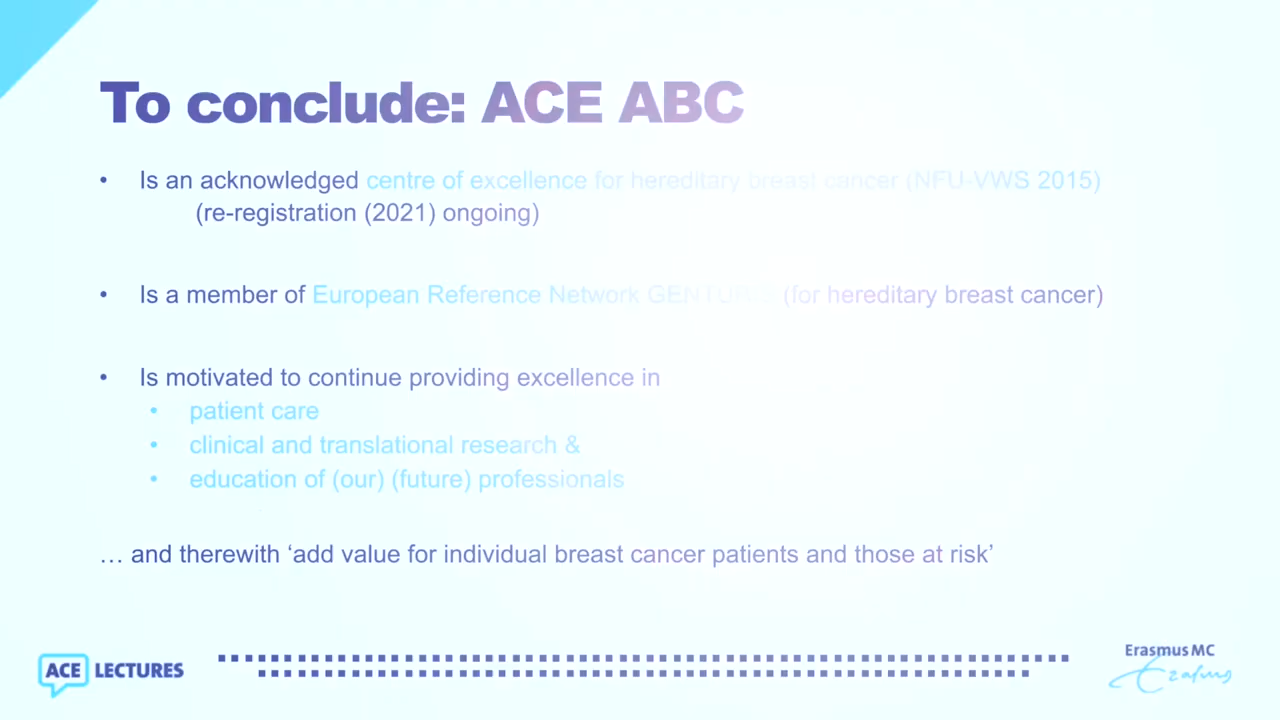 To conclude: ACE ABC
• Is an acknowledged centre of excellence for hereditary breast cancer (NFU-VWS 2015)
(re-registration (2021) ongoing)
• Is a member of European Reference Network GENTURIS (for hereditary breast cancer)
• Is motivated to continue providing excellence in
• patient care
• clinical and translational research &
• education of (our) (future) professionals
… and therewith ‘add value for individual breast cancer patients and those at risk’
ACE LECTURES
Erasmus MC
Erasmus